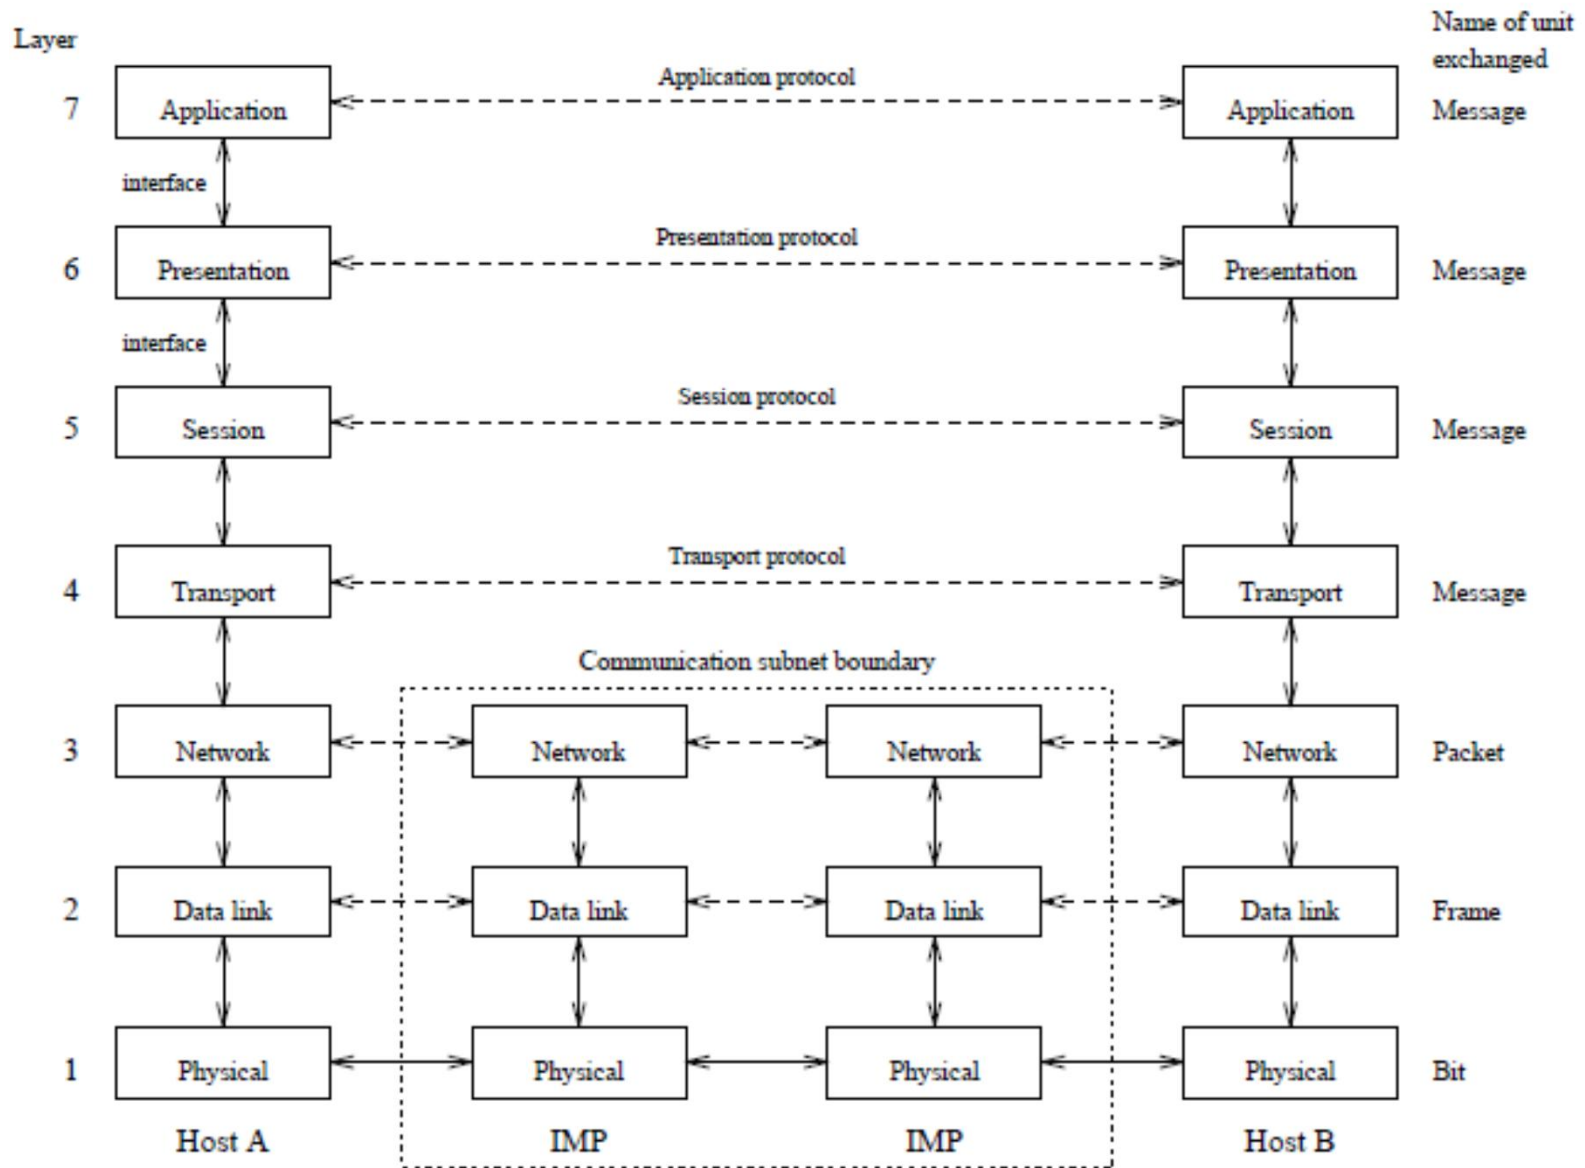 Layer
Name of unit
exchanged
Application protocol
7
Application
Application
Message
interface
Presentation protocol
6
Presentation
Presentation
Message
interface
Session protocol
5
Session
Session
Message
Transport protocol
4
Transport
Transport
Message
Communication subnet boundary
3
Network
Network
Network
Network
Packet
2
Data link
Data link
Data link
Data link
Frame
1
Physical
Physical
Physical
Physical
Bit
Host A
IMP
IMP
Host B